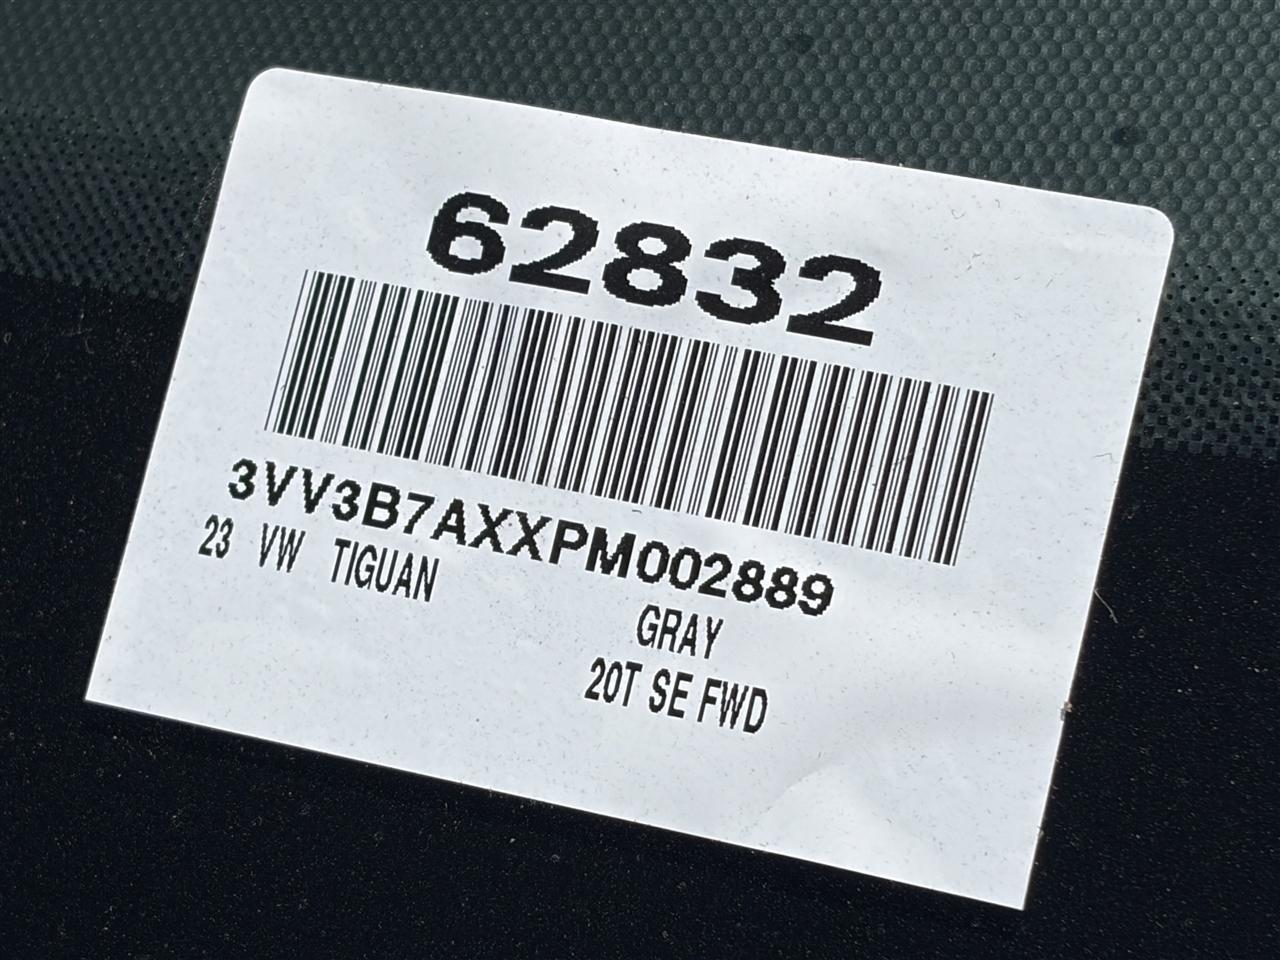 62832
3VV3B7AXXPM002889
23 VW TIGUAN
GRAY
20T SE FWD